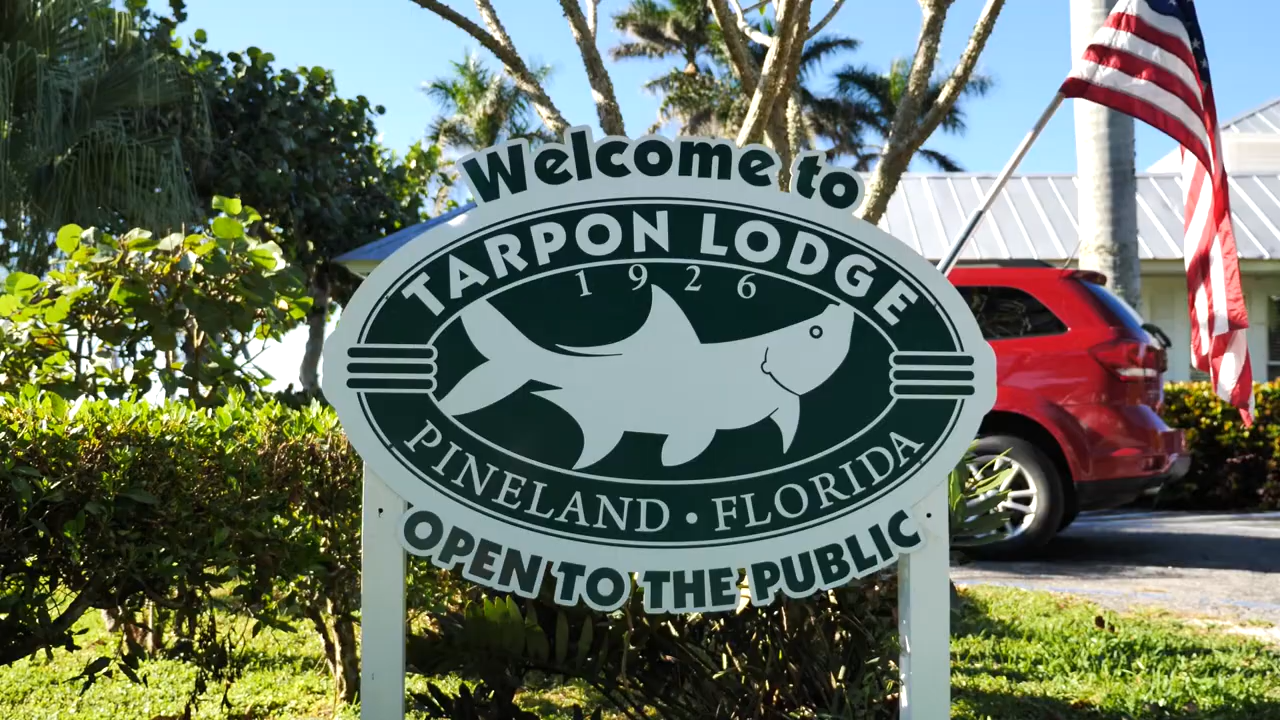 Welcome to
TARPON LODGE
1926
PINELAND • FLORIDA
OPEN TO THE PUBLIC